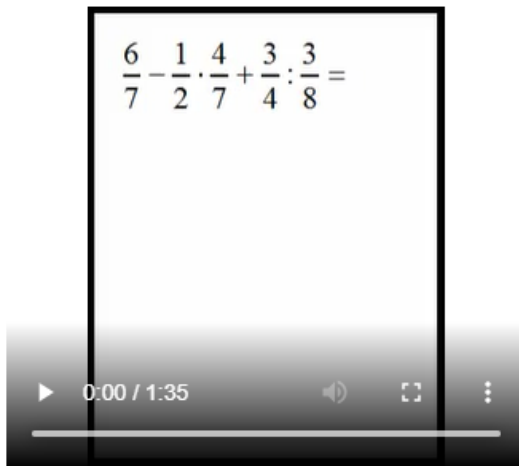 6/7 − 1/2 · 4/7 + 3/4 : 3/8 =
0:00 / 1:35